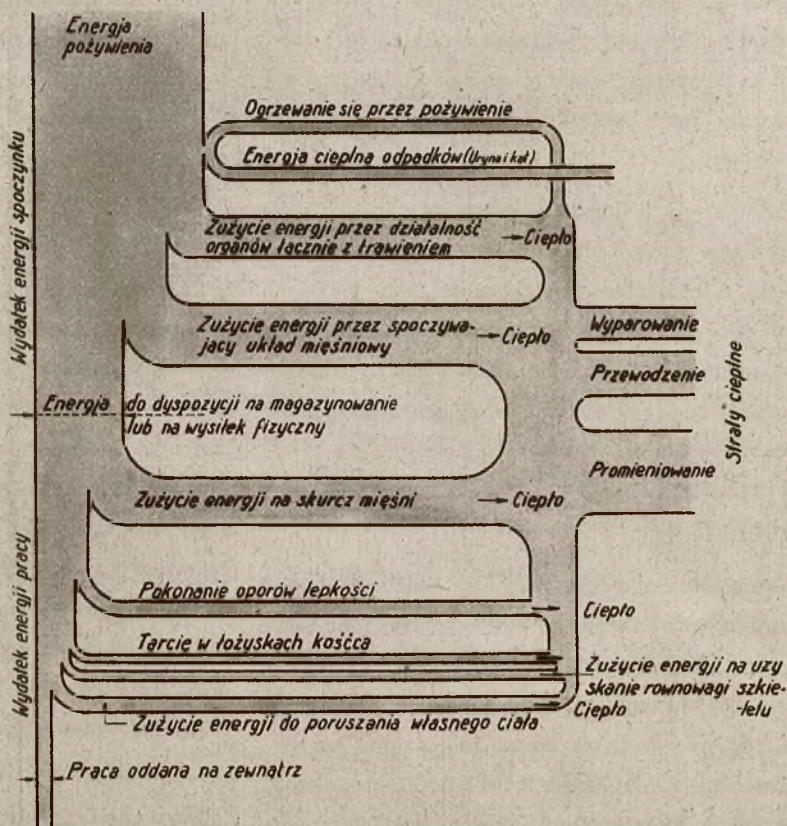 Energja
pożywienia
Ogrzewanie się przez pożywienie
Energja cieplna odpadków (Uryna i kał)
Zużycie energji przez działalność
organów łącznie z trawieniem
→ Ciepło
Wydatek energji spoczynku
Zużycie energji przez spoczywa-
jący układ mięśniowy
→ Ciepło
Wyparowanie
Przewodzenie
Promieniowanie
"Straty" cieplne
Energja do dyspozycji na magazynowanie
lub na wysiłek fizyczny
Zużycie energji na skurcz mięśni
→ Ciepło
Wydatek energji pracy
Pokonanie oporów lepkości
Ciepło
Tarcie w łożyskach kośćca
Zużycie energji na uzy
skanie rownowagi szkie-
-letu
Ciepło
Zużycie energji do poruszania własnego ciała
Praca oddana na zewnątrz